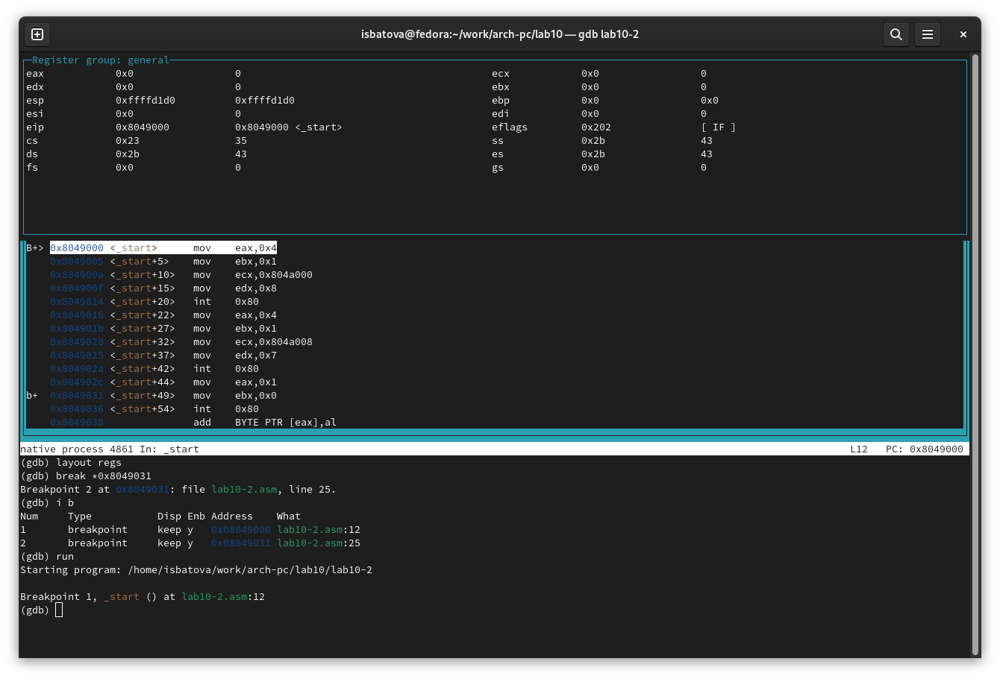 isbatova@fedora:~/work/arch-pc/lab10 — gdb lab10-2
Register group: general
eax 0x0 0 ecx 0x0 0
edx 0x0 0 ebx 0x0 0
esp 0xffffd1d0 0xffffd1d0 ebp 0x0 0x0
esi 0x0 0 edi 0x0 0
eip 0x8049000 0x8049000 <_start> eflags 0x202 [ IF ]
cs 0x23 35 ss 0x2b 43
ds 0x2b 43 es 0x2b 43
fs 0x0 0 gs 0x0 0
B+> 0x8049000 <_start> mov eax,0x4
0x8049005 <_start+5> mov ebx,0x1
0x804900a <_start+10> mov ecx,0x804a000
0x804900f <_start+15> mov edx,0x8
0x8049014 <_start+20> int 0x80
0x8049016 <_start+22> mov eax,0x4
0x804901b <_start+27> mov ebx,0x1
0x8049020 <_start+32> mov ecx,0x804a008
0x8049025 <_start+37> mov edx,0x7
0x804902a <_start+42> int 0x80
0x804902c <_start+44> mov eax,0x1
b+ 0x8049031 <_start+49> mov ebx,0x0
0x8049036 <_start+54> int 0x80
0x8049038 add BYTE PTR [eax],al
native process 4861 In: _start L12 PC: 0x8049000
(gdb) layout regs
(gdb) break *0x8049031
Breakpoint 2 at 0x8049031: file lab10-2.asm, line 25.
(gdb) i b
Num Type Disp Enb Address What
1 breakpoint keep y 0x08049000 lab10-2.asm:12
2 breakpoint keep y 0x08049031 lab10-2.asm:25
(gdb) run
Starting program: /home/isbatova/work/arch-pc/lab10/lab10-2
Breakpoint 1, _start () at lab10-2.asm:12
(gdb)